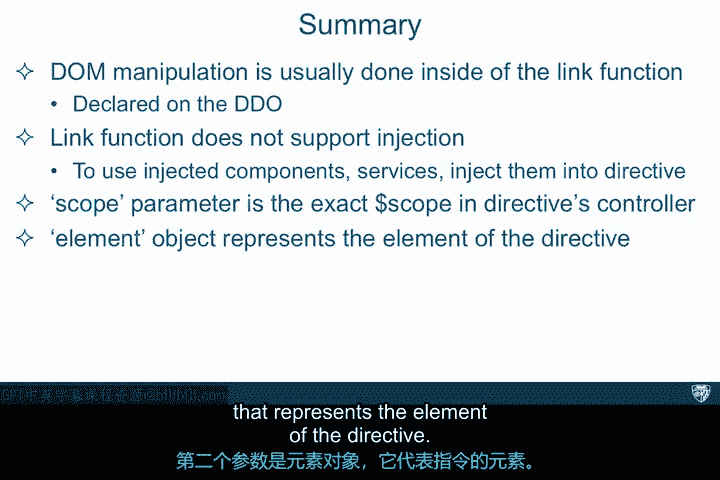 Summary
✧ DOM manipulation is usually done inside of the link function
• Declared on the DDO
✧ Link function does not support injection
• To use injected components, services, inject them into directive
✧ ‘scope’ parameter is the exact $scope in directive’s controller
✧ ‘element’ object represents the element of the directive
that represents the element
of the directive.
第二个参数是元素对象，它代表指令的元素。